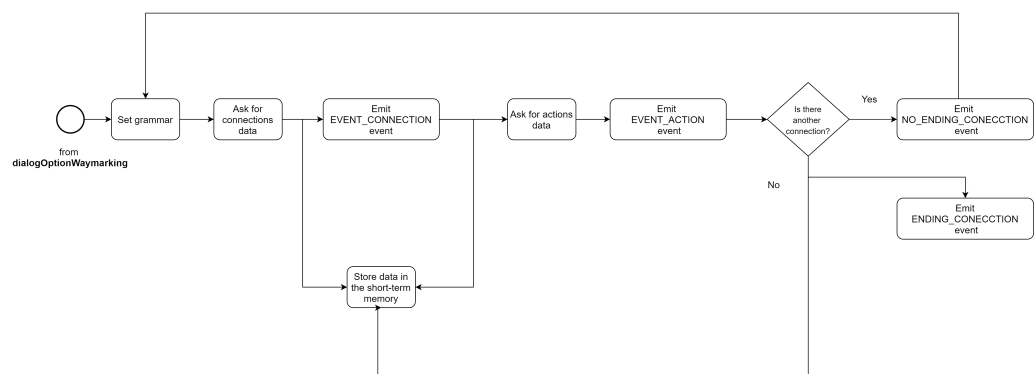 from
dialogOptionWaymarking
Set grammar
Ask for
connections
data
Emit
EVENT_CONNECTION
event
Ask for actions
data
Emit
EVENT_ACTION
event
Is there
another
connection?
Yes
Emit
NO_ENDING_CONECCTION
event
No
Emit
ENDING_CONECCTION
event
Store data in
the short-term
memory